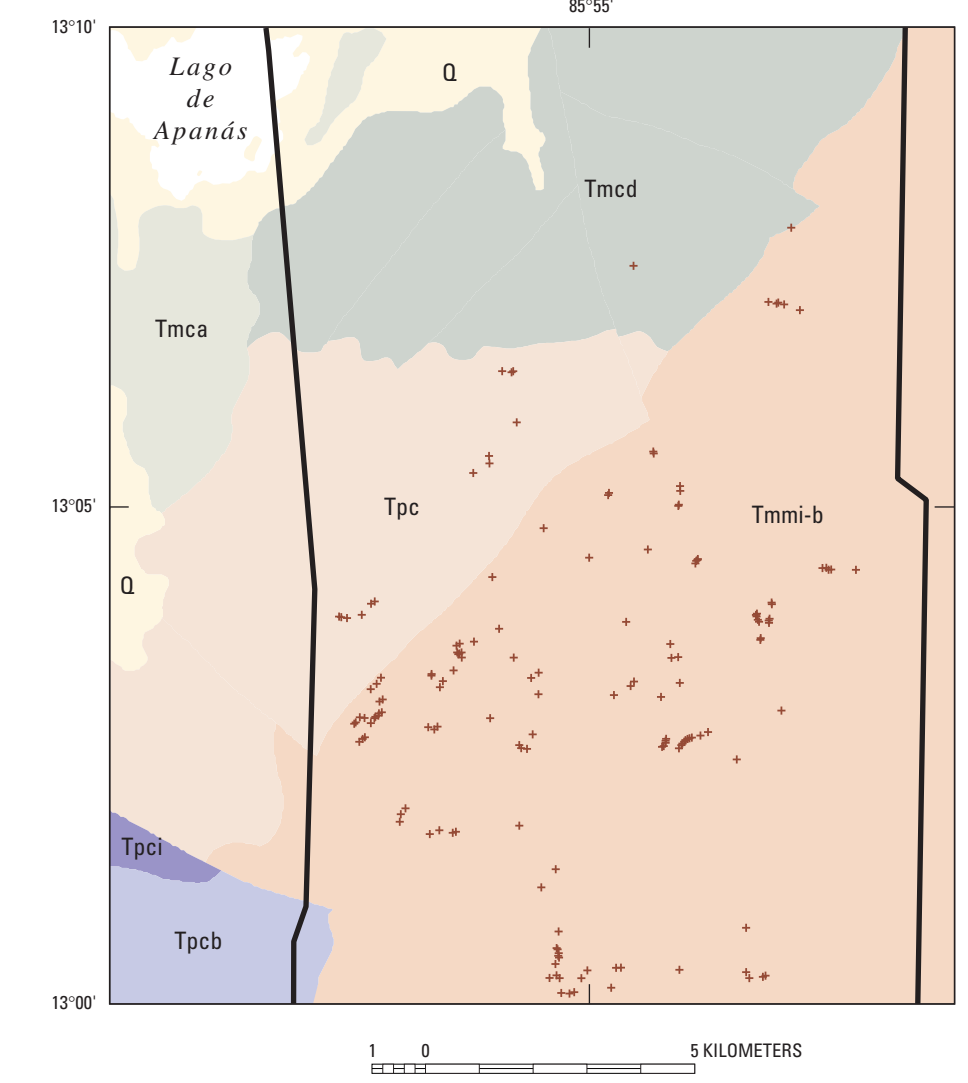 85°55'
13°10'
Lago
de
Apanás
Q
Tmcd
Tmca
13°05'
Tpc
Tmmi-b
Q
Tpci
Tpcb
13°00'
1 0 5 KILOMETERS